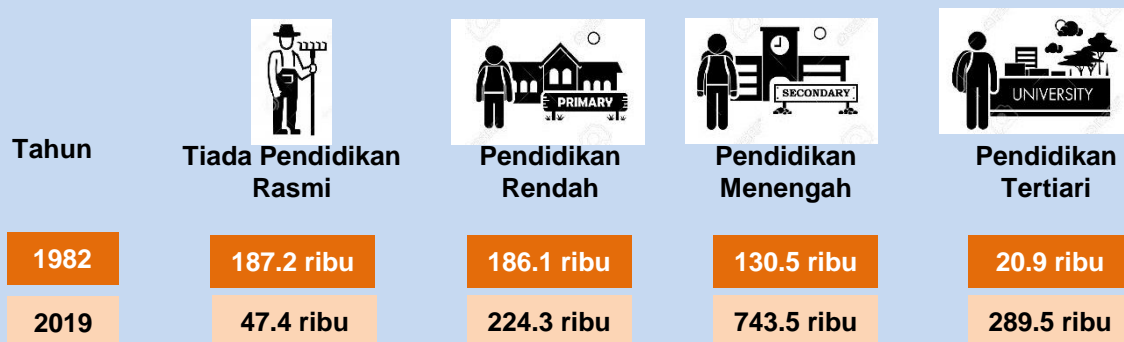 PRIMARY
SECONDARY
UNIVERSITY
Tahun
Tiada Pendidikan
Rasmi
Pendidikan
Rendah
Pendidikan
Menengah
Pendidikan
Tertiari
1982
187.2 ribu
186.1 ribu
130.5 ribu
20.9 ribu
2019
47.4 ribu
224.3 ribu
743.5 ribu
289.5 ribu